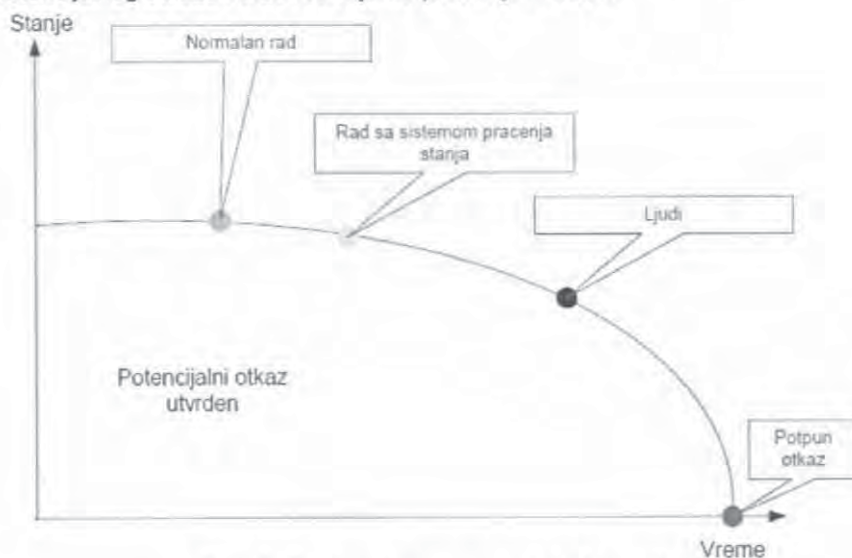 Stanje
Normalan rad
Rad sa sistemom pracenja
stanja
Ljudi
Potencijalni otkaz
utvrden
Potpun
otkaz
Vreme